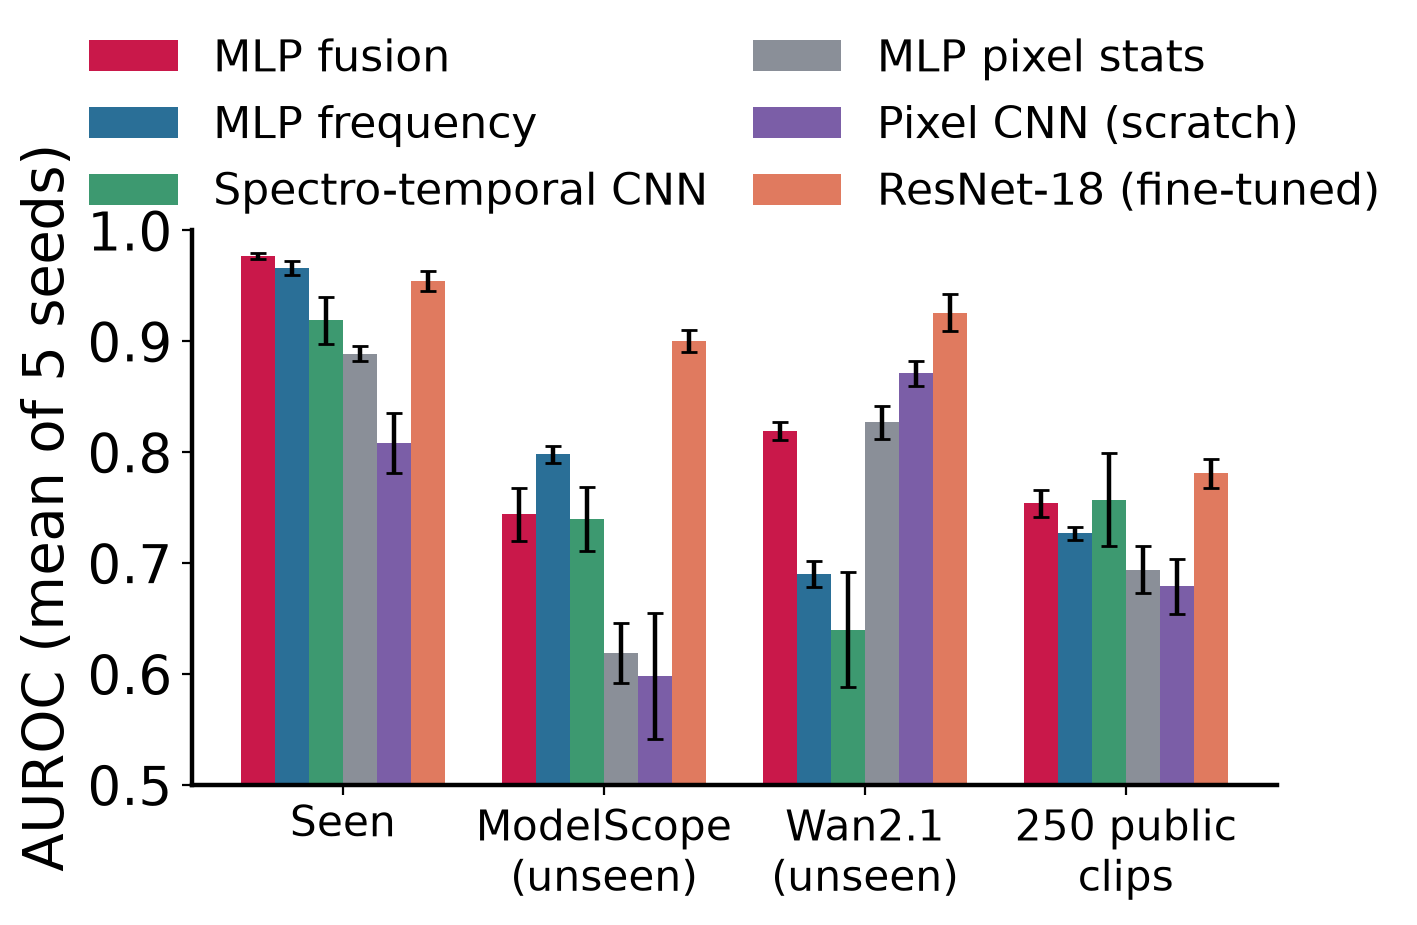 MLP fusion
MLP frequency
Spectro-temporal CNN
MLP pixel stats
Pixel CNN (scratch)
ResNet-18 (fine-tuned)
AUROC (mean of 5 seeds)
1.0
0.9
0.8
0.7
0.6
0.5
Seen
ModelScope
(unseen)
Wan2.1
(unseen)
250 public
clips